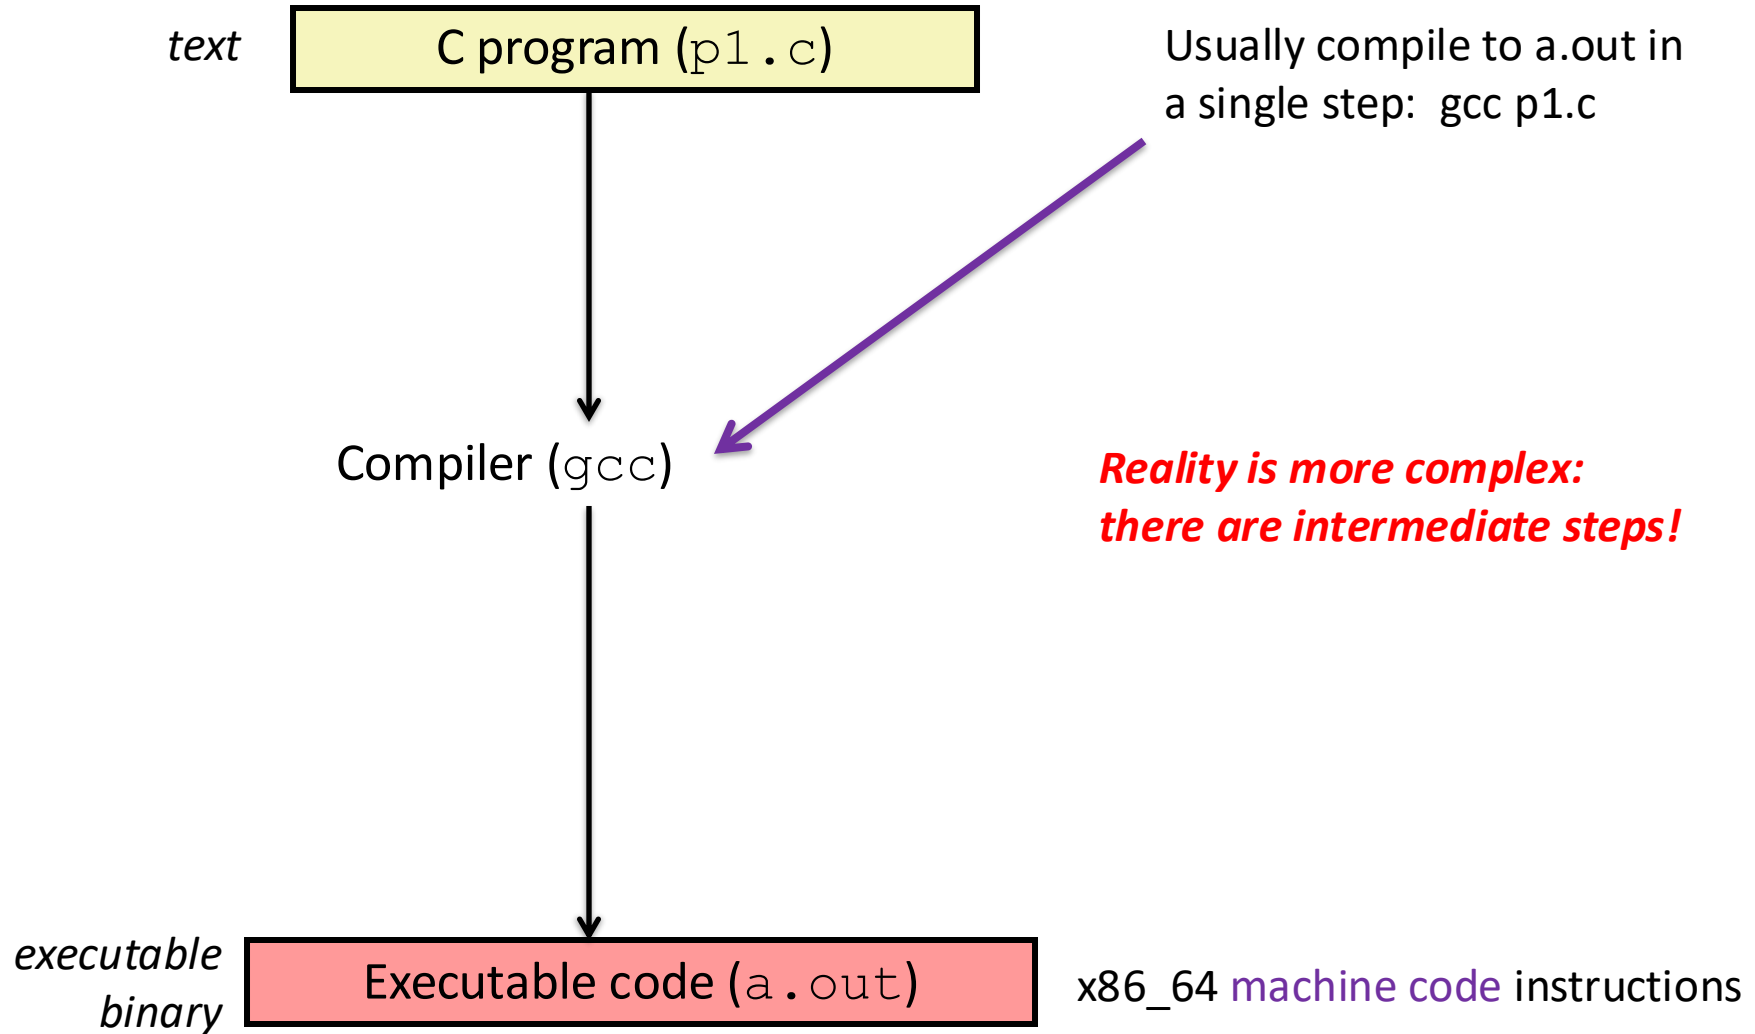 text
C program (p1.c)
Usually compile to a.out in
a single step:  gcc p1.c
Compiler (gcc)
Reality is more complex:
there are intermediate steps!
executable
binary
Executable code (a.out)
x86_64 machine code instructions